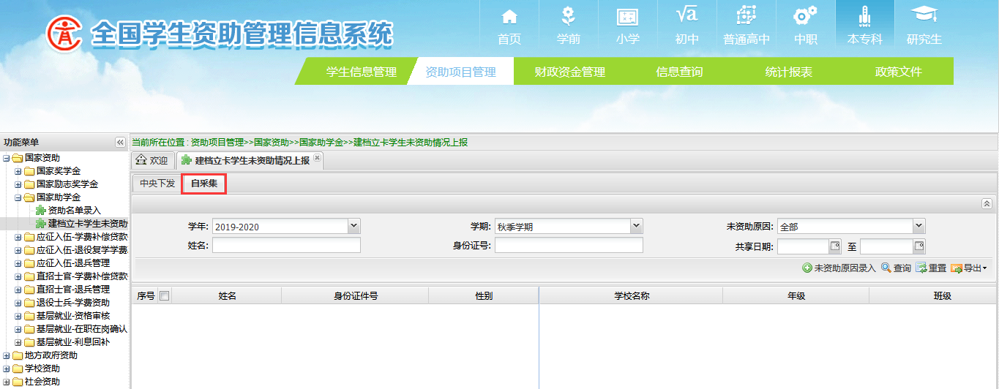 全国学生资助管理信息系统
首页 学前 小学 初中 普通高中 中职 本专科 研究生
学生信息管理 资助项目管理 财政资金管理 信息查询 统计报表 政策文件
功能菜单
当前所在位置 : 资助项目管理>>国家资助>>国家助学金>>建档立卡学生未资助情况上报
国家资助
国家奖学金
国家励志奖学金
国家助学金
资助名单录入
建档立卡学生未资助
应征入伍-学费补偿贷款
应征入伍-退役复学学费
应征入伍-退兵管理
直招士官-学费补偿贷款
直招士官-退兵管理
退役士兵-学费资助
基层就业-资格审核
基层就业-在职在岗确认
基层就业-利息回补
地方政府资助
学校资助
社会资助
欢迎 建档立卡学生未资助情况上报
中央下发 自采集
学年: 2019-2020 学期: 秋季学期 未资助原因: 全部
姓名: 身份证号: 共享日期: 至
未资助原因录入 查询 重置 导出
序号 姓名 身份证件号 性别 学校名称 年级 班级